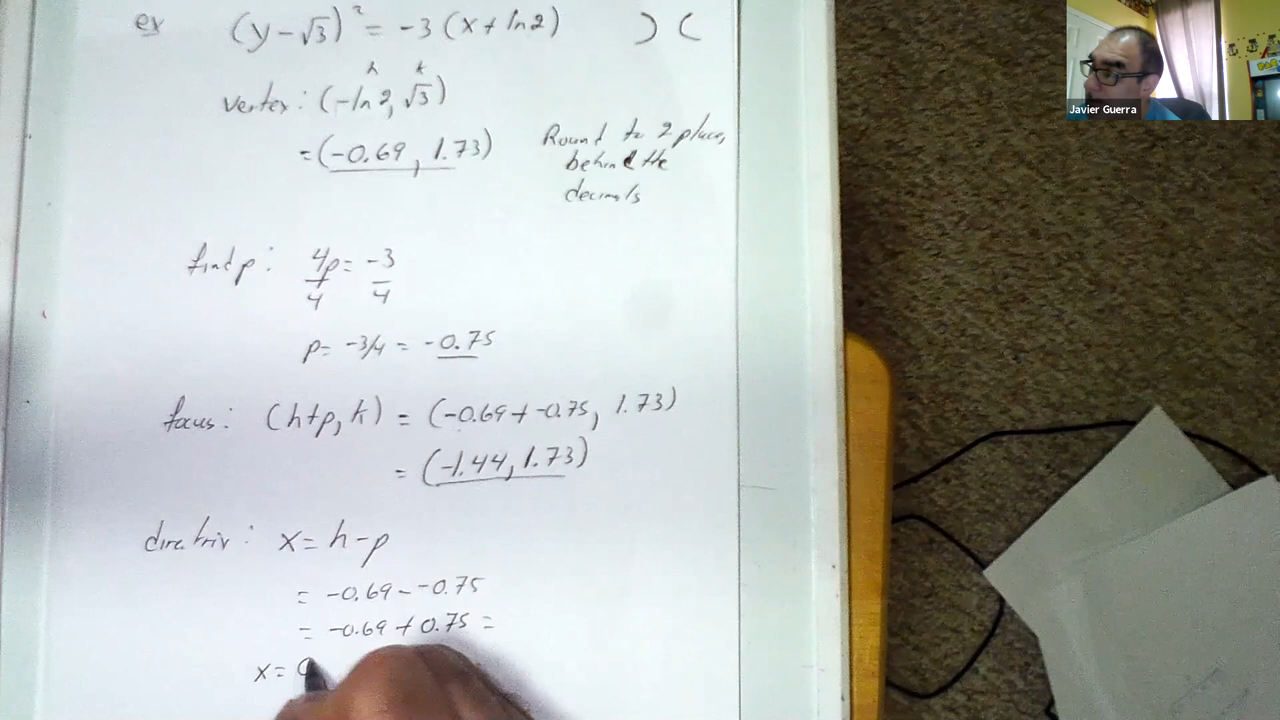 ex (y-√3)² = -3 (x + ln2) ) (
h k
vertex: (-ln2, √3)
= (-0.69, 1.73)
Round to 2 places
behind the
decimals
find p: 4p = -3
4 4
p = -3/4 = -0.75
focus: (h+p, k) = (-0.69 + -0.75, 1.73)
= (-1.44, 1.73)
directrix: x = h - p
= -0.69 - -0.75
= -0.69 + 0.75 =
x = 0
Javier Guerra